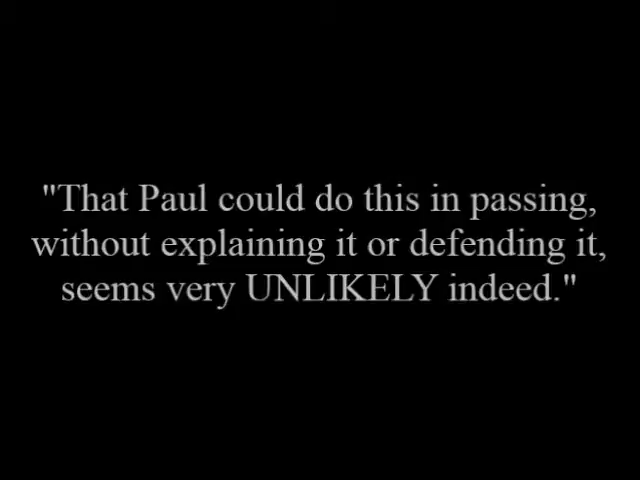 "That Paul could do this in passing,
without explaining it or defending it,
seems very UNLIKELY indeed."